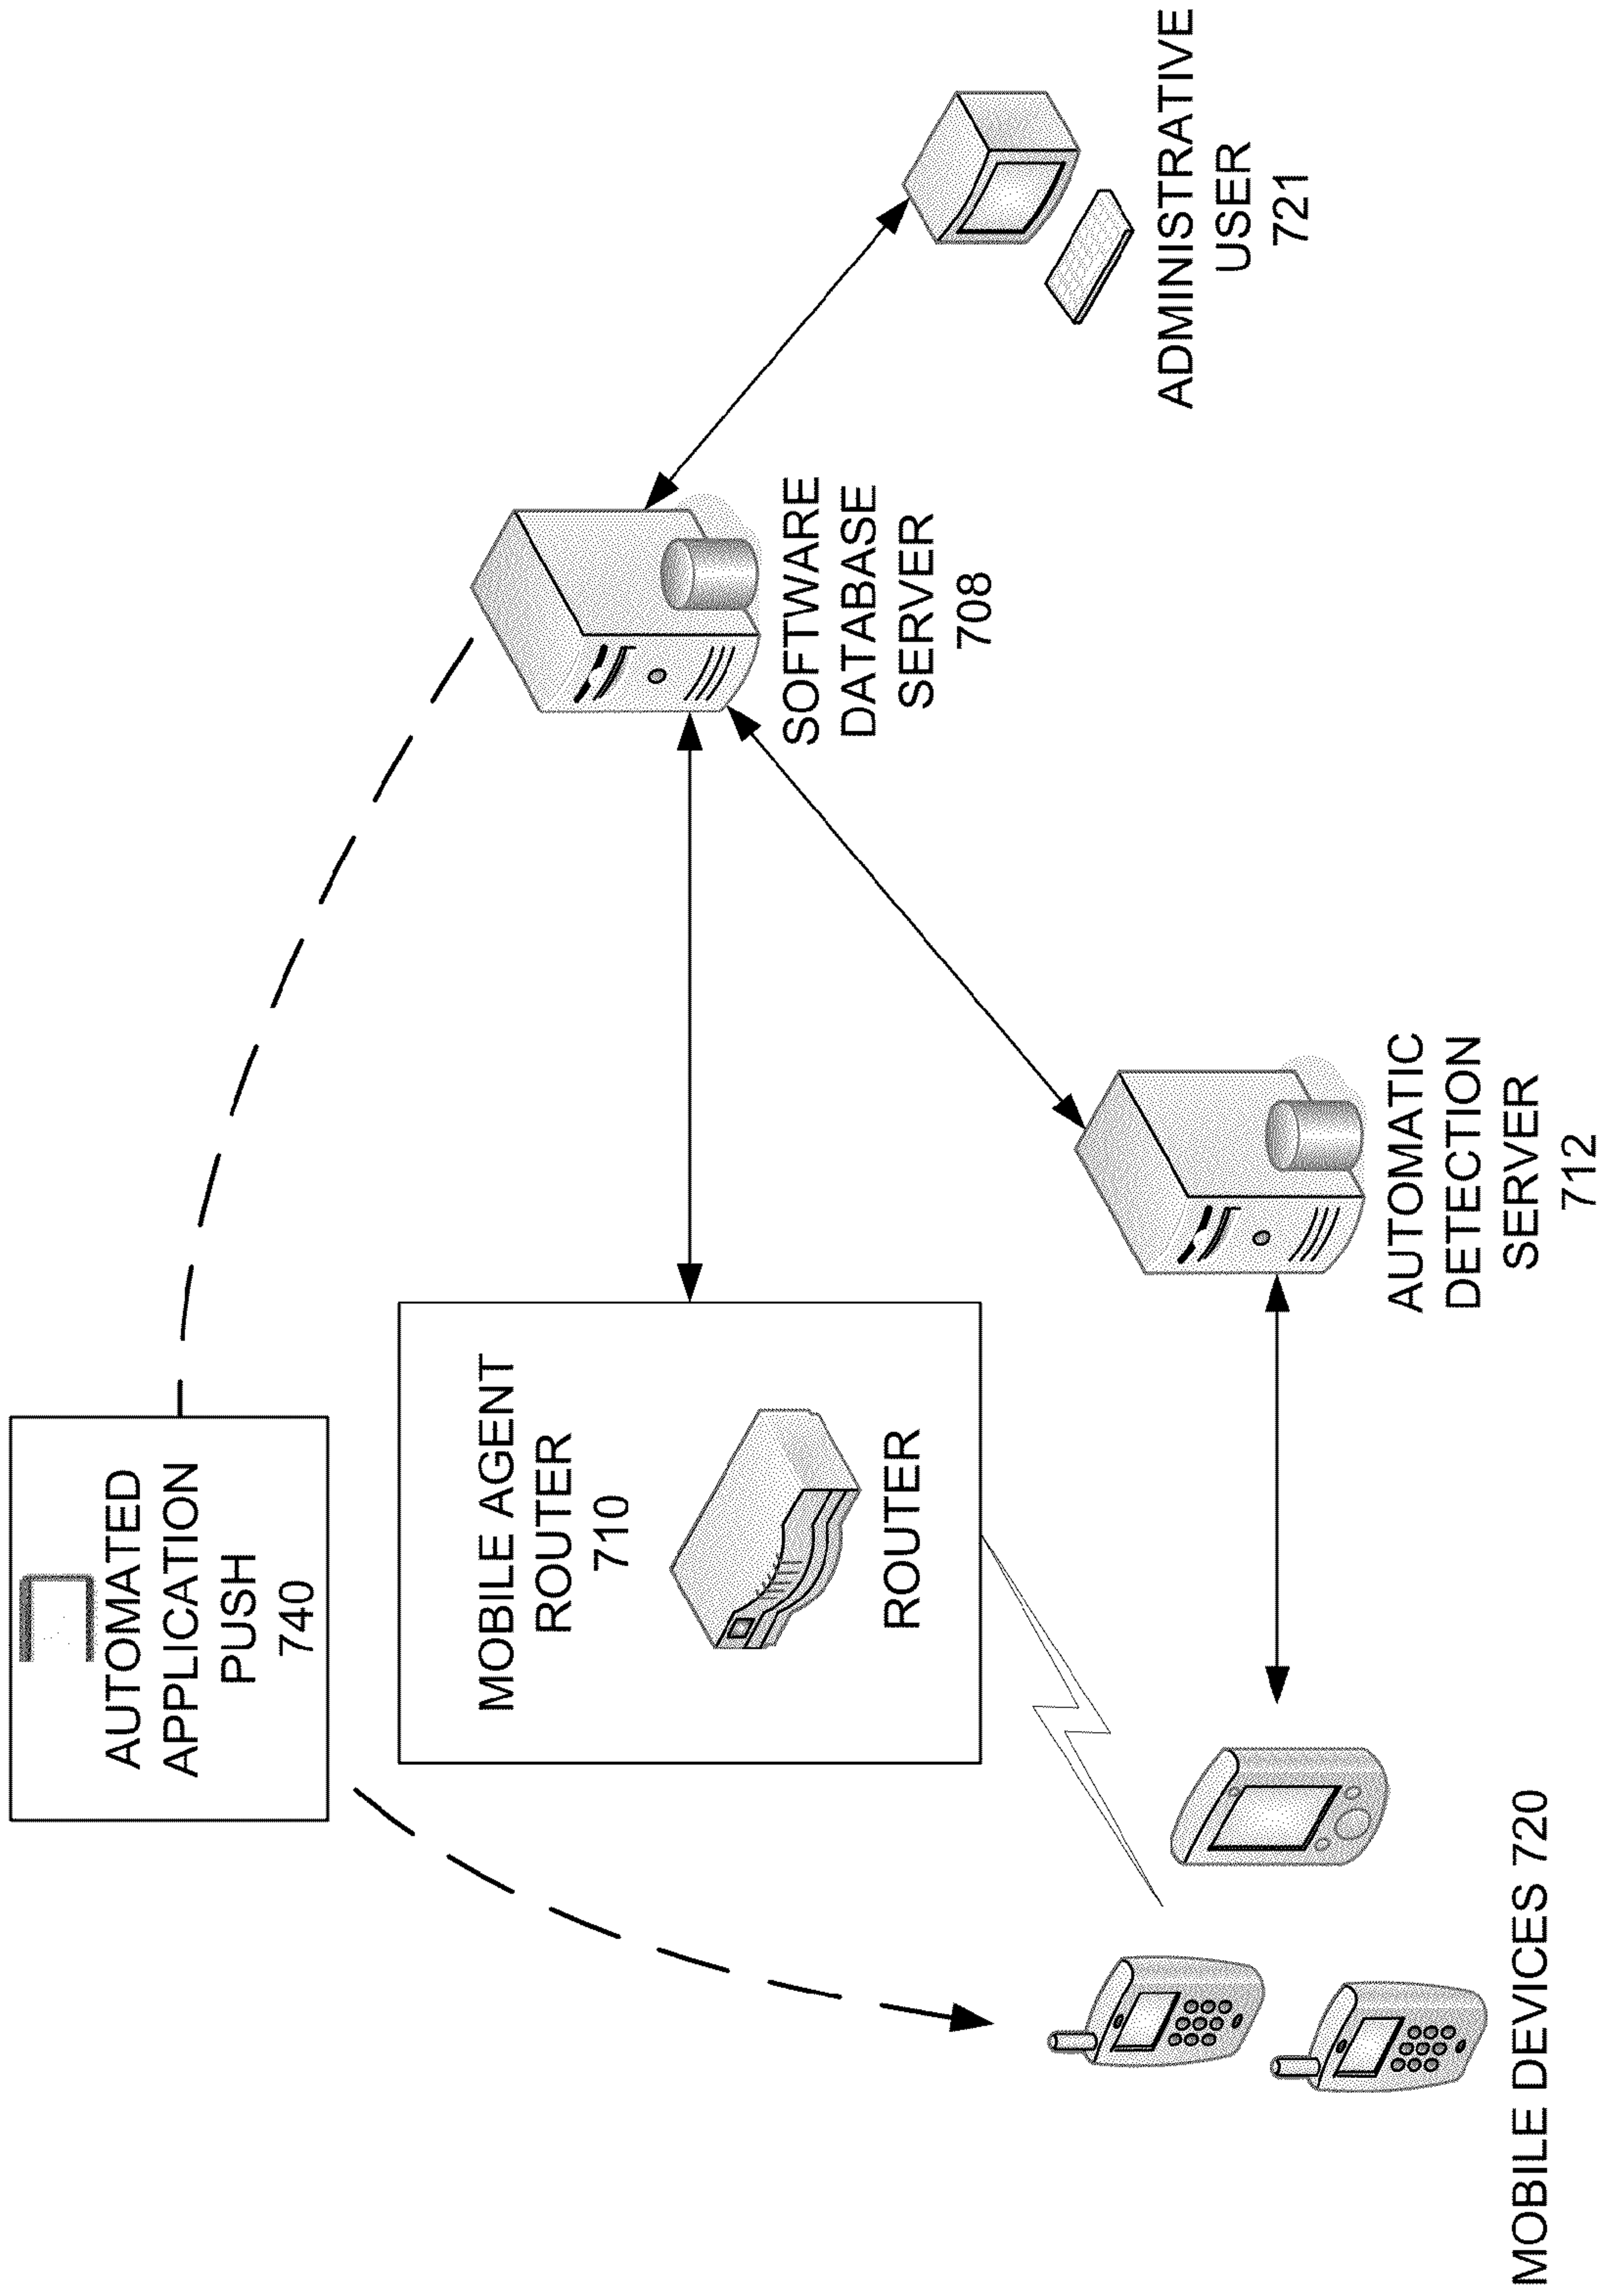 AUTOMATED
APPLICATION
PUSH
740
MOBILE AGENT
ROUTER
710
ROUTER
SOFTWARE
DATABASE
SERVER
708
ADMINISTRATIVE
USER
721
AUTOMATIC
DETECTION
SERVER
712
MOBILE DEVICES 720